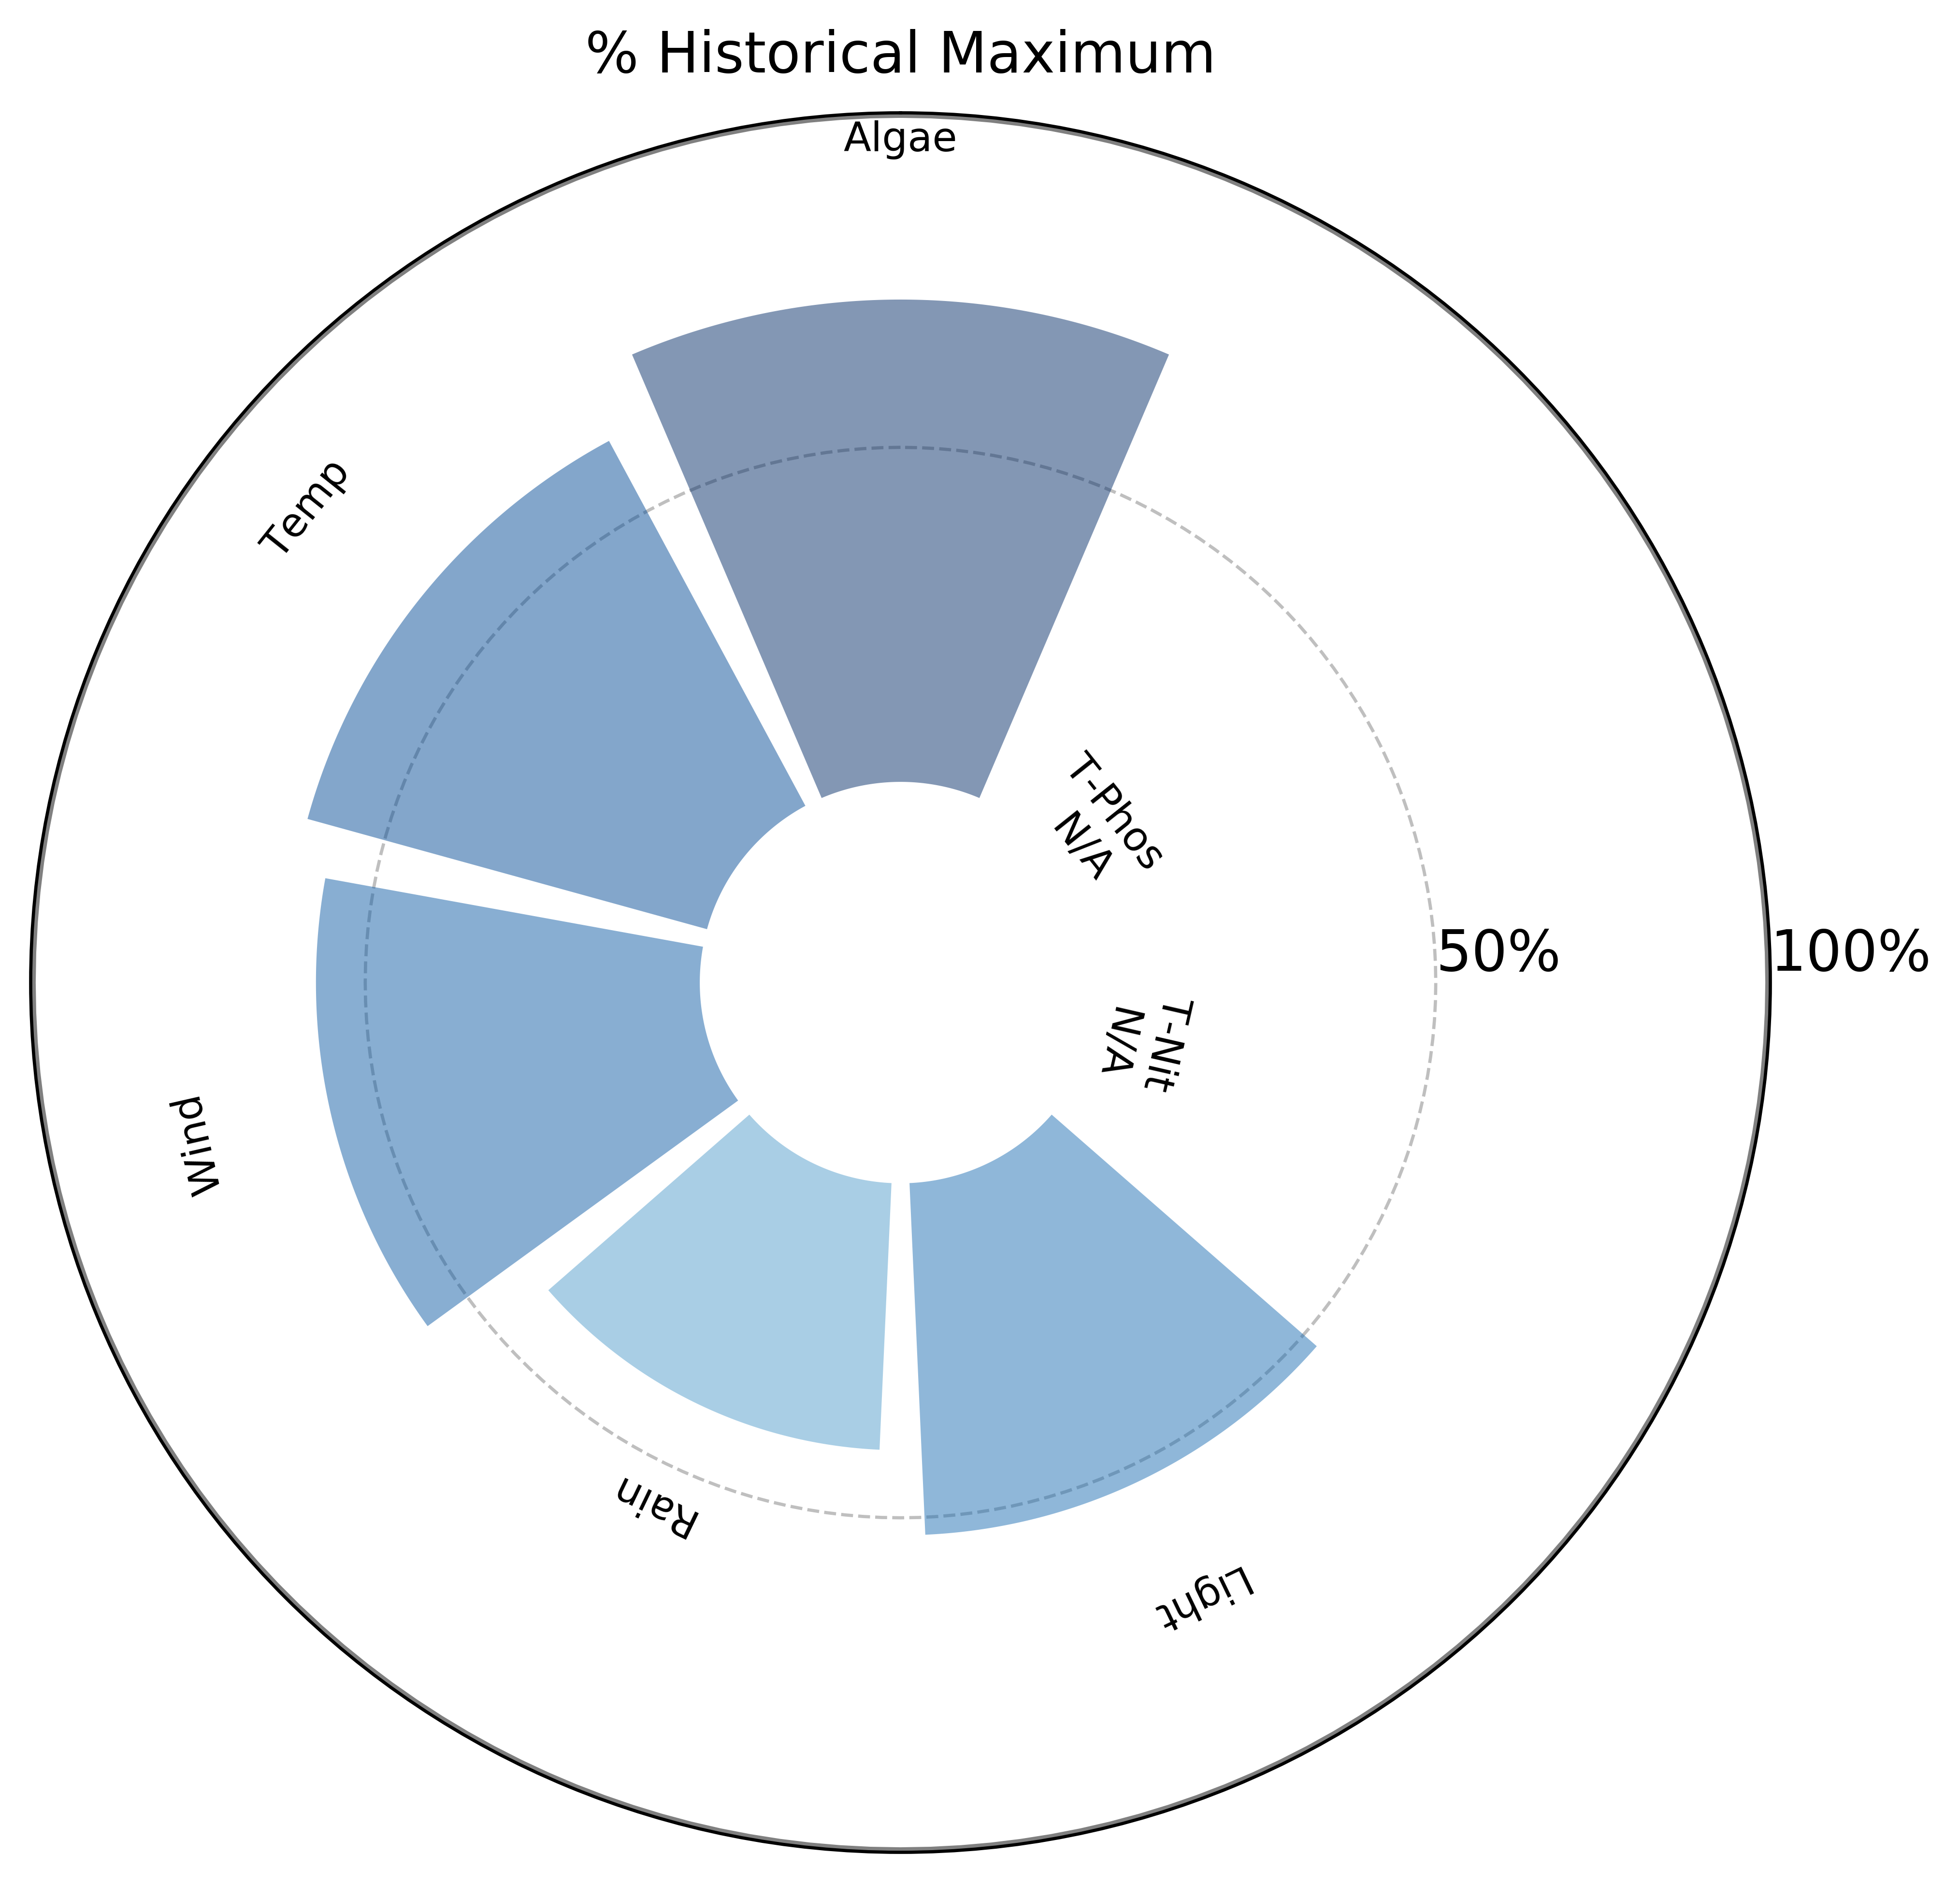 % Historical Maximum
Algae
Temp
T-Phos
N/A
50%
100%
T-Nit
N/A
Wind
Rain
Light